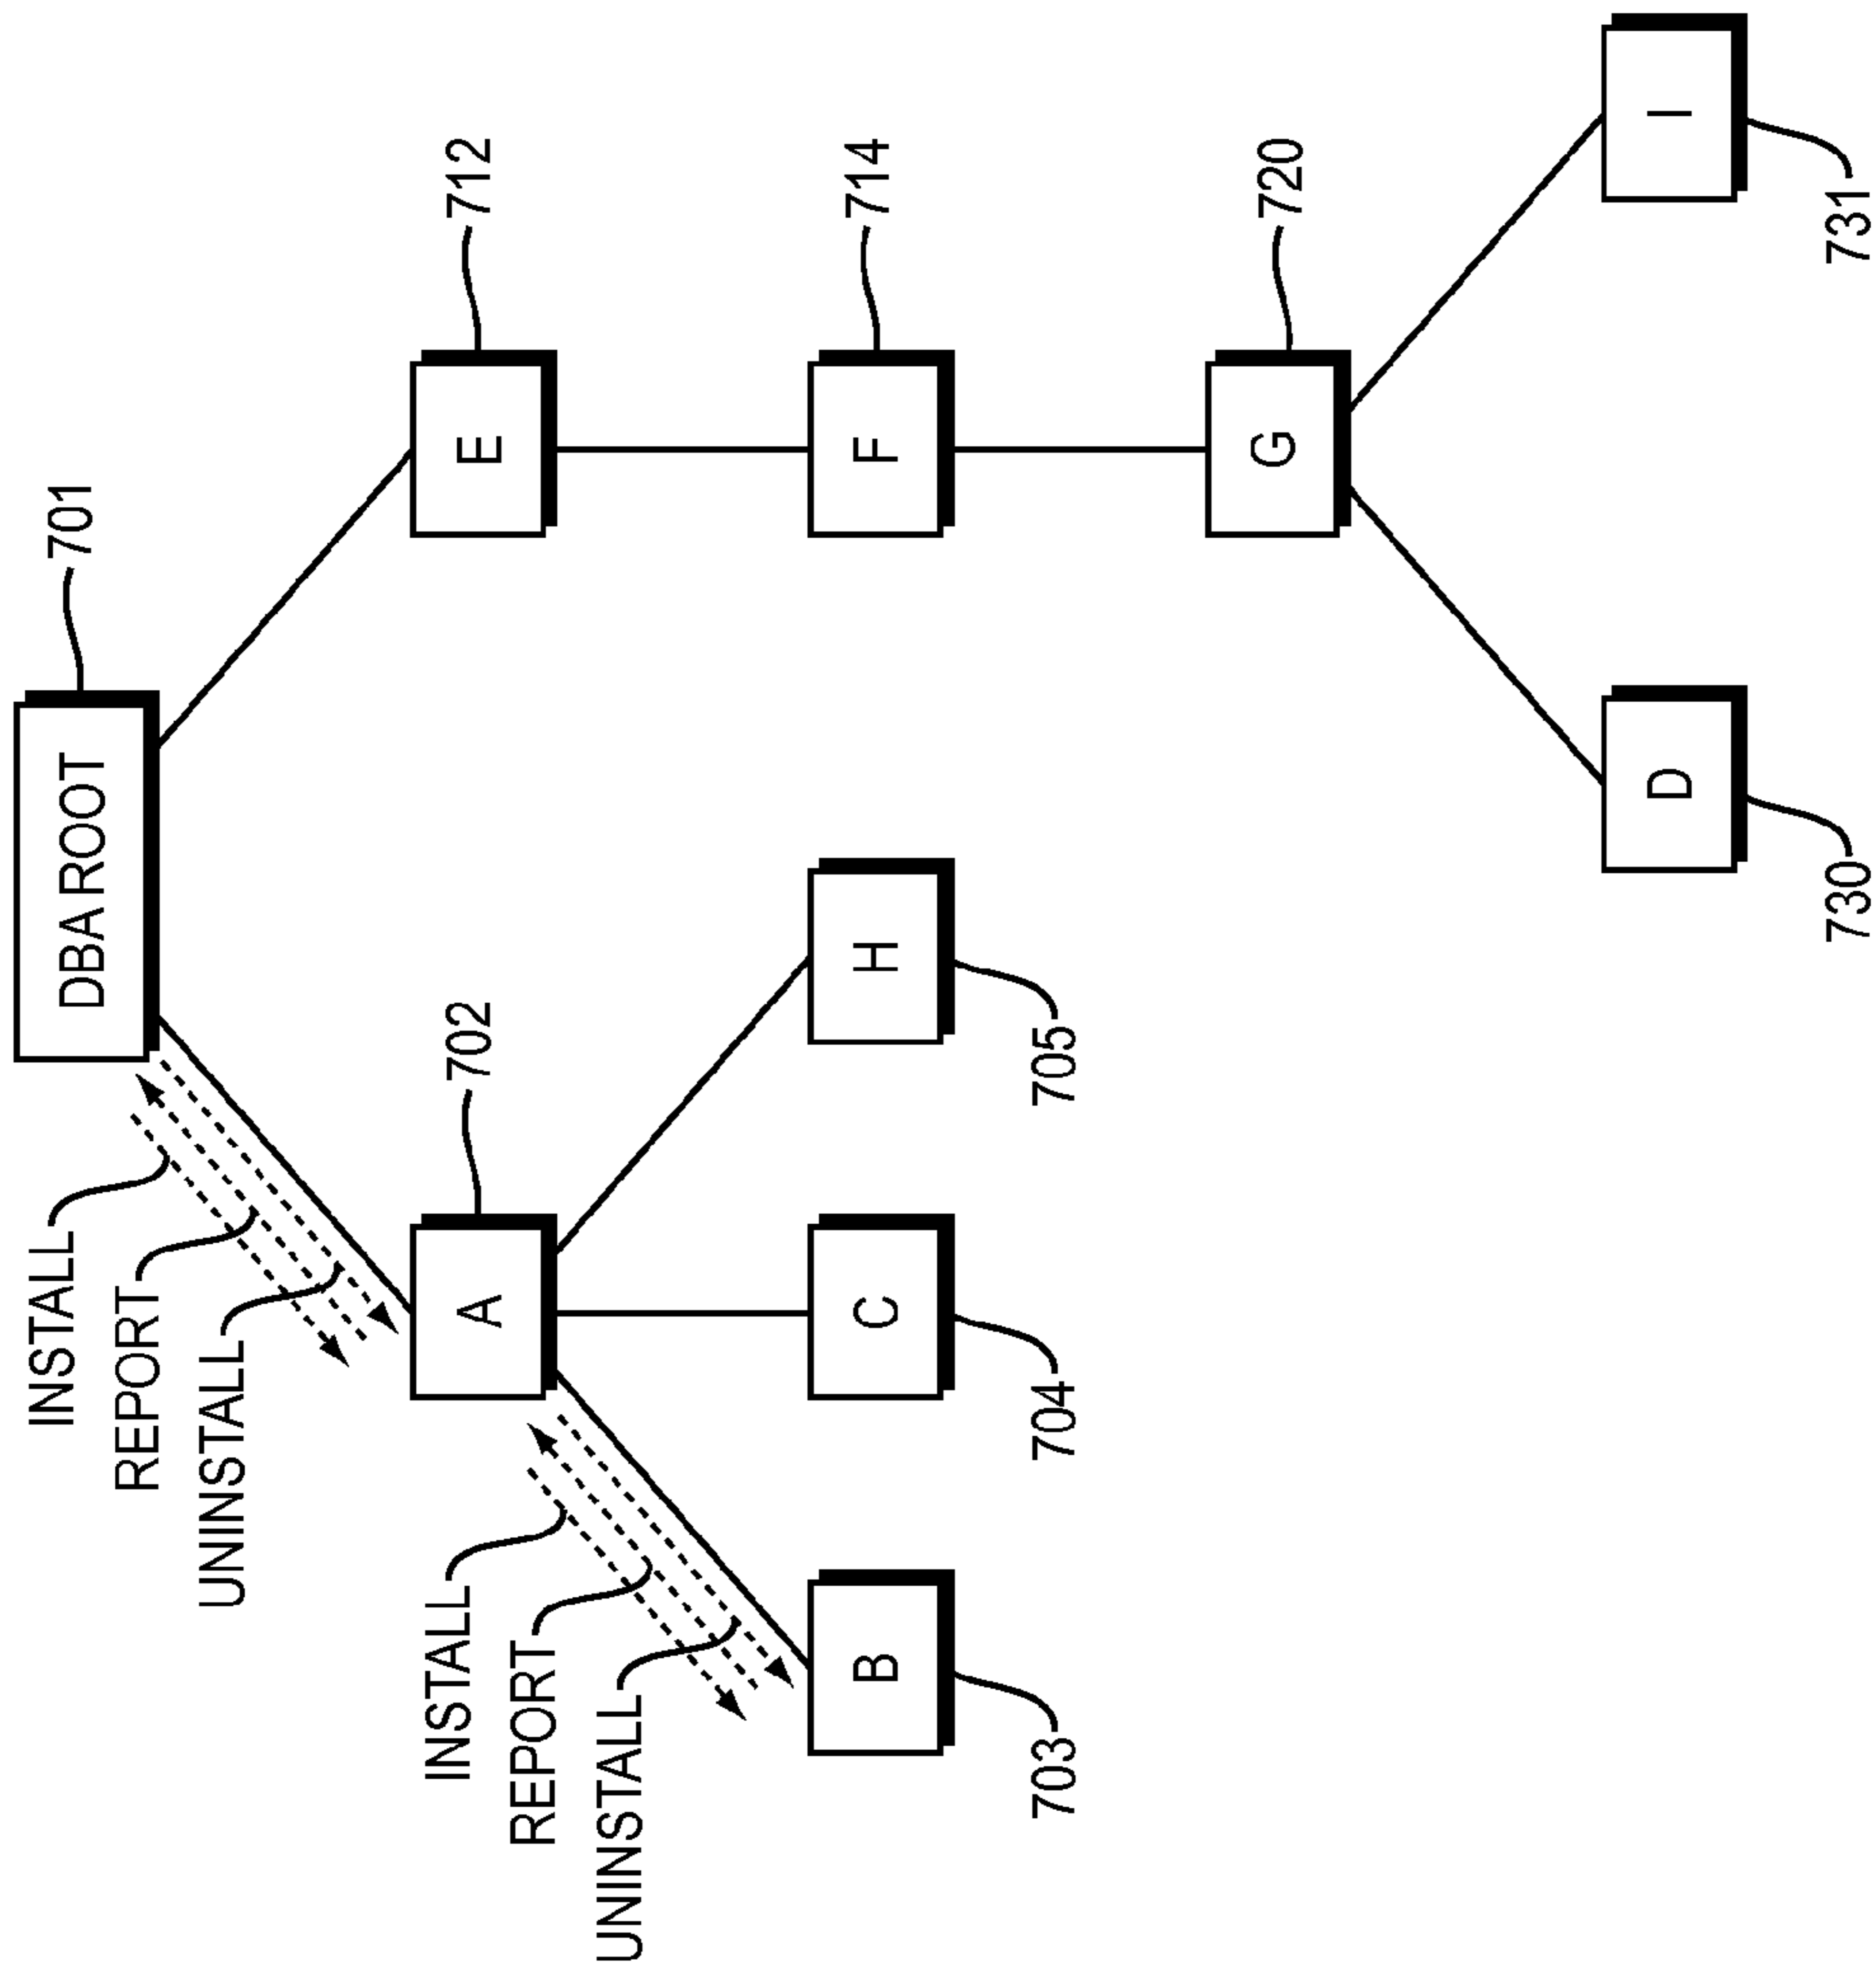 DBA ROOT
701
INSTALL
REPORT
UNINSTALL
A
702
E
712
INSTALL
REPORT
UNINSTALL
B
703
C
704
H
705
F
714
G
720
D
730
I
731